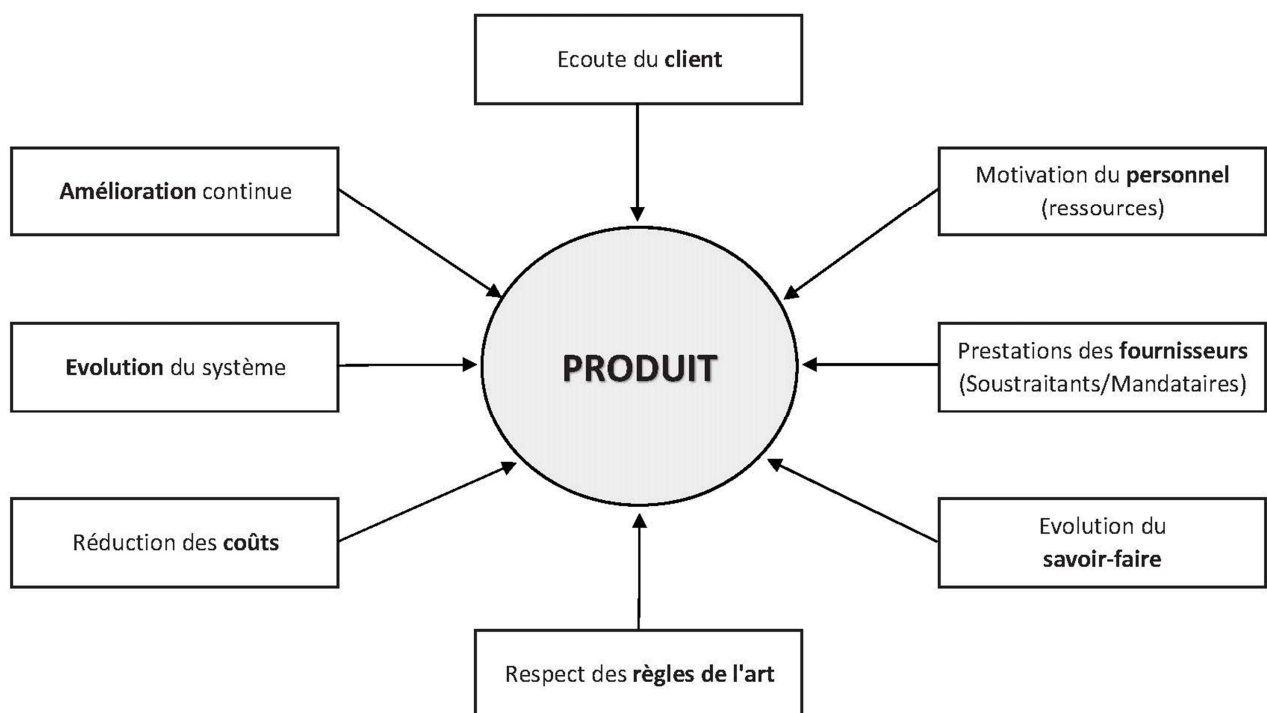 Ecoute du client
Amélioration continue
Motivation du personnel
(ressources)
Evolution du système
PRODUIT
Prestations des fournisseurs
(Soustraitants/Mandataires)
Réduction des coûts
Evolution du
savoir-faire
Respect des règles de l'art